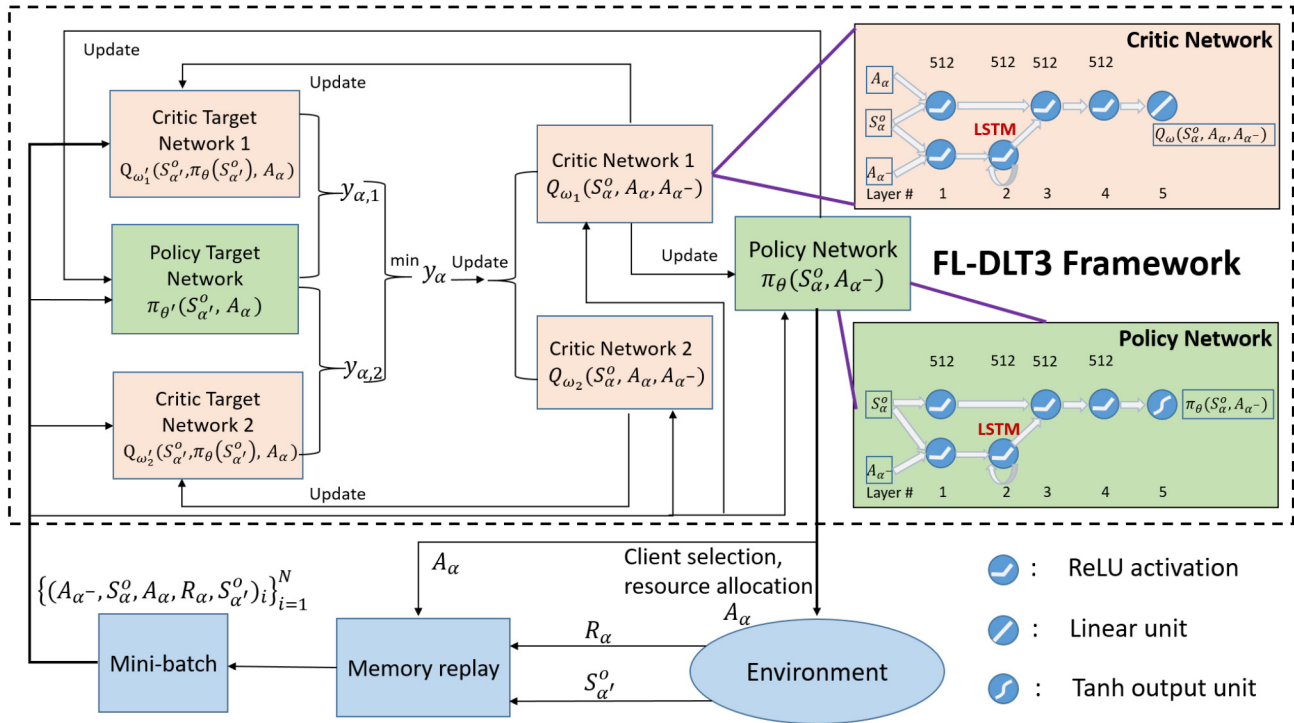 Update
Update
Critic Target
Network 1
Q_{ω₁′}(S^o_{α′},π_θ(S^o_{α′}), A_α)
y_{α,1}
Policy Target
Network
π_{θ′}(S^o_{α′}, A_α)
min
y_α
Update
y_{α,2}
Critic Target
Network 2
Q_{ω₂′}(S^o_{α′},π_θ(S^o_{α′}), A_α)
Update
Critic Network 1
Q_{ω₁}(S^o_α, A_α, A_{α⁻})
Update
Critic Network 2
Q_{ω₂}(S^o_α, A_α, A_{α⁻})
Policy Network
π_θ(S^o_α, A_{α⁻})
FL-DLT3 Framework
Critic Network
512 512 512 512
A_α
S^o_α
LSTM
Q_ω(S^o_α, A_α, A_{α⁻})
A_{α⁻}
Layer # 1 2 3 4 5
Policy Network
512 512 512 512
S^o_α
π_θ(S^o_α, A_{α⁻})
LSTM
A_{α⁻}
Layer # 1 2 3 4 5
{(A_{α⁻}, S^o_α, A_α, R_α, S^o_{α′})_i}^N_{i=1}
Mini-batch
A_α
Memory replay
Client selection,
resource allocation
A_α
R_α
S^o_{α′}
Environment
: ReLU activation
: Linear unit
: Tanh output unit